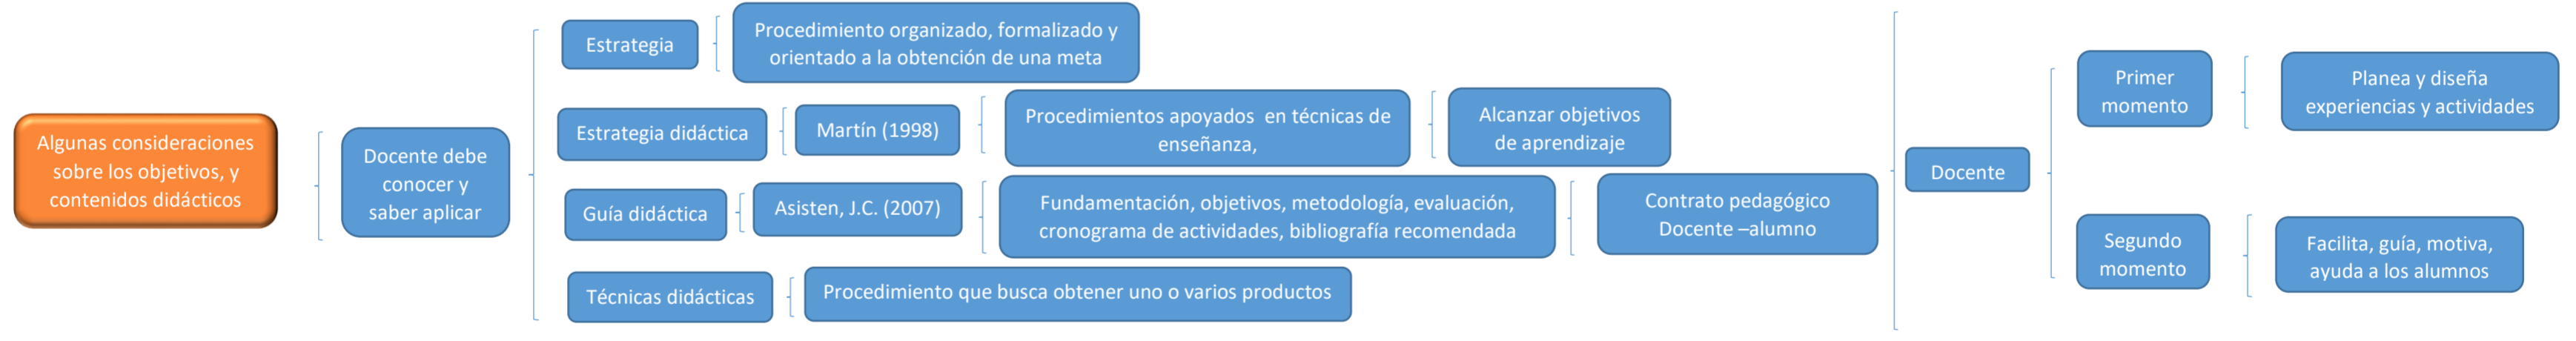 Algunas consideraciones
sobre los objetivos, y
contenidos didácticos
Docente debe
conocer y
saber aplicar
Estrategia
Procedimiento organizado, formalizado y
orientado a la obtención de una meta
Estrategia didáctica
Martín (1998)
Procedimientos apoyados en técnicas de
enseñanza,
Alcanzar objetivos
de aprendizaje
Guía didáctica
Asisten, J.C. (2007)
Fundamentación, objetivos, metodología, evaluación,
cronograma de actividades, bibliografía recomendada
Contrato pedagógico
Docente –alumno
Técnicas didácticas
Procedimiento que busca obtener uno o varios productos
Docente
Primer
momento
Planea y diseña
experiencias y actividades
Segundo
momento
Facilita, guía, motiva,
ayuda a los alumnos